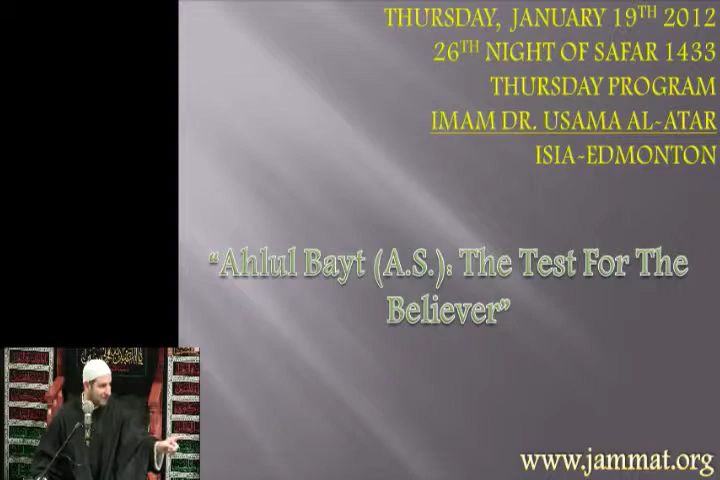 THURSDAY, JANUARY 19TH 2012
26TH NIGHT OF SAFAR 1433
THURSDAY PROGRAM
IMAM DR. USAMA AL-ATAR
ISIA-EDMONTON
“Ahlul Bayt (A.S.): The Test For The
Believer”
www.jammat.org